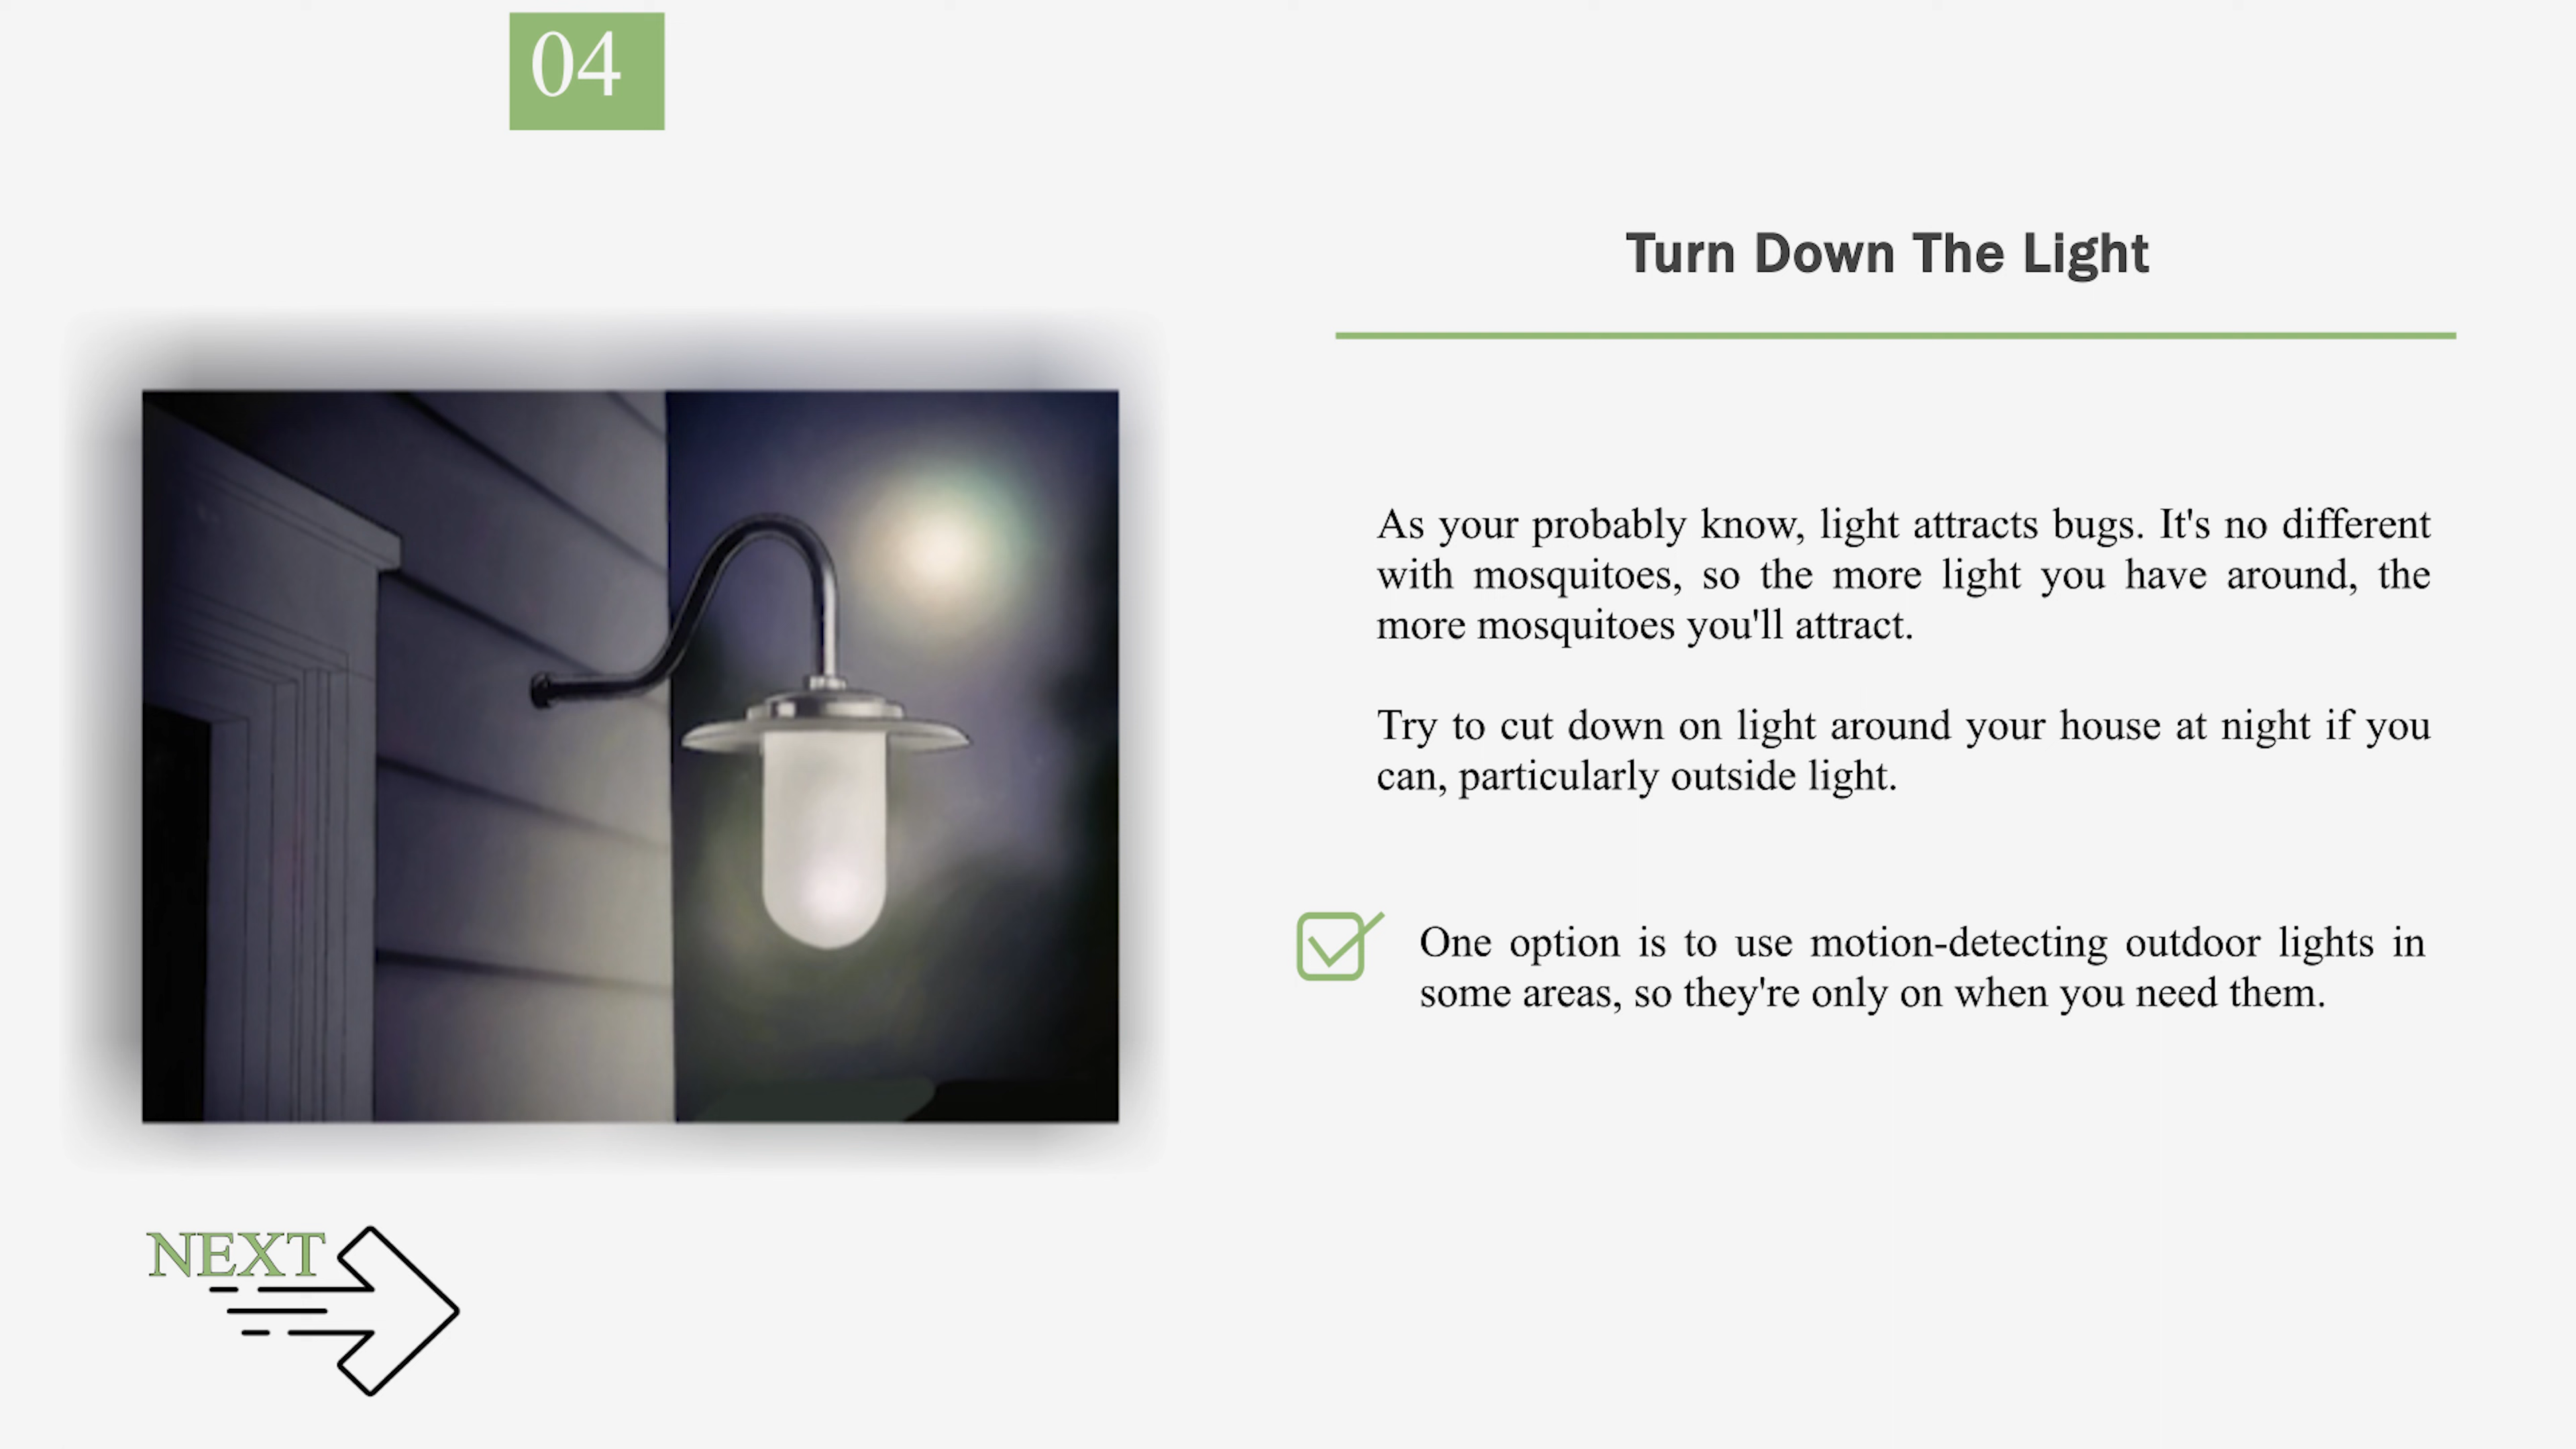 04
Turn Down The Light
As your probably know, light attracts bugs. It's no different
with mosquitoes, so the more light you have around, the
more mosquitoes you'll attract.
Try to cut down on light around your house at night if you
can, particularly outside light.
One option is to use motion-detecting outdoor lights in
some areas, so they're only on when you need them.
NEXT